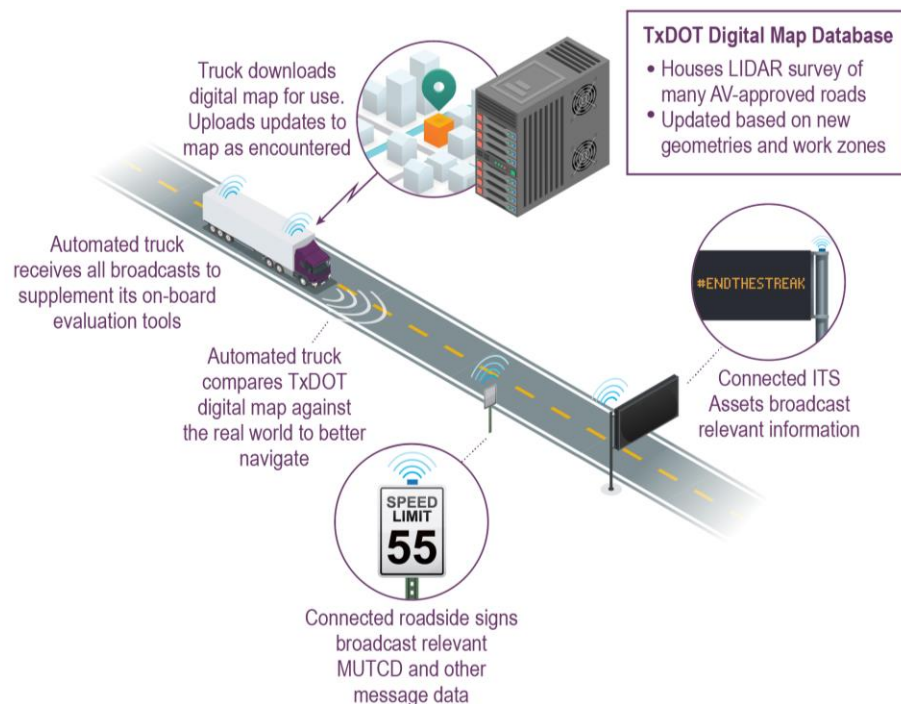 TxDOT Digital Map Database
• Houses LIDAR survey of
many AV-approved roads
• Updated based on new
geometries and work zones
Truck downloads
digital map for use.
Uploads updates to
map as encountered
Automated truck
receives all broadcasts to
supplement its on-board
evaluation tools
Automated truck
compares TxDOT
digital map against
the real world to better
navigate
#ENDTHESTREAK
Connected ITS
Assets broadcast
relevant information
SPEED
LIMIT
55
Connected roadside signs
broadcast relevant
MUTCD and other
message data